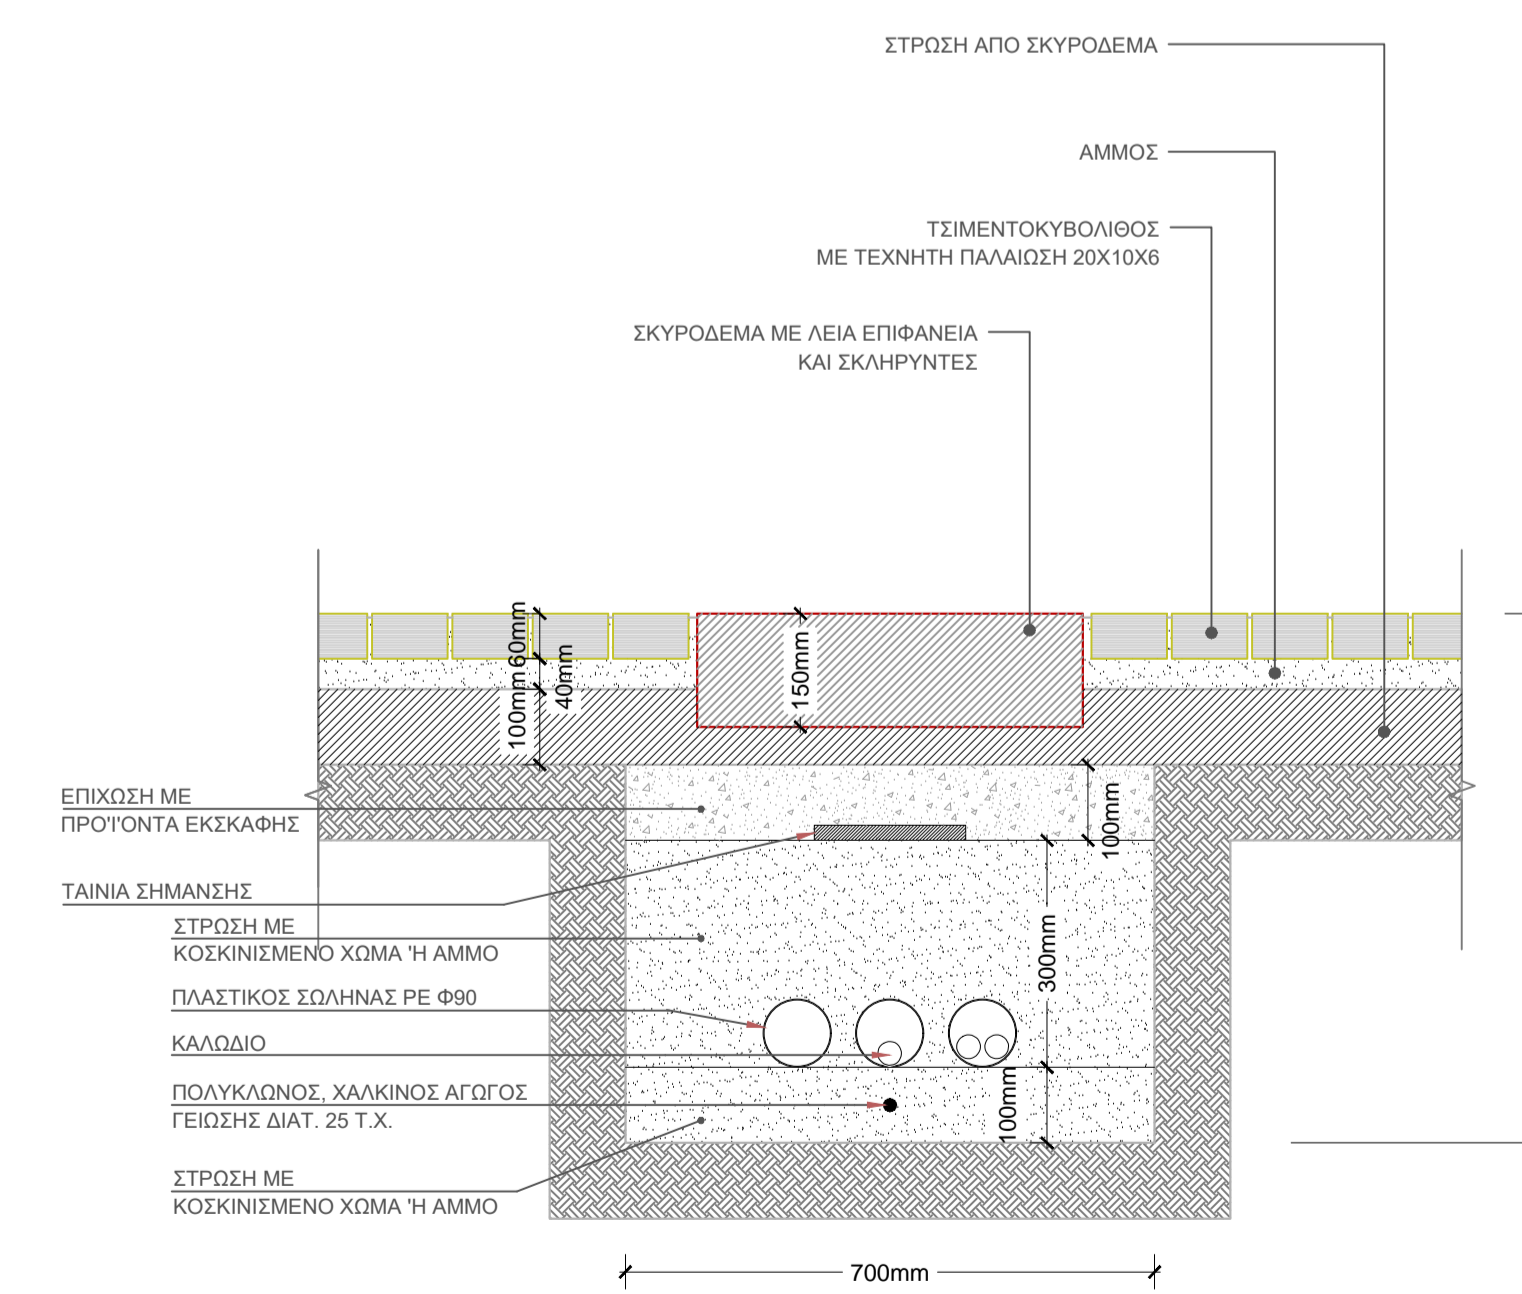 ΣΤΡΩΣΗ ΑΠΟ ΣΚΥΡΟΔΕΜΑ
ΑΜΜΟΣ
ΤΣΙΜΕΝΤΟΚΥΒΟΛΙΘΟΣ
ΜΕ ΤΕΧΝΗΤΗ ΠΑΛΑΙΩΣΗ 20Χ10Χ6
ΣΚΥΡΟΔΕΜΑ ΜΕ ΛΕΙΑ ΕΠΙΦΑΝΕΙΑ
ΚΑΙ ΣΚΛΗΡΥΝΤΕΣ
60mm
40mm
100mm
150mm
ΕΠΙΧΩΣΗ ΜΕ
ΠΡΟ'Ι'ΟΝΤΑ ΕΚΣΚΑΦΗΣ
100mm
ΤΑΙΝΙΑ ΣΗΜΑΝΣΗΣ
ΣΤΡΩΣΗ ΜΕ
ΚΟΣΚΙΝΙΣΜΕΝΟ ΧΩΜΑ 'Η ΑΜΜΟ
300mm
ΠΛΑΣΤΙΚΟΣ ΣΩΛΗΝΑΣ PE Φ90
ΚΑΛΩΔΙΟ
ΠΟΛΥΚΛΩΝΟΣ, ΧΑΛΚΙΝΟΣ ΑΓΩΓΟΣ
ΓΕΙΩΣΗΣ ΔΙΑΤ. 25 Τ.Χ.
100mm
ΣΤΡΩΣΗ ΜΕ
ΚΟΣΚΙΝΙΣΜΕΝΟ ΧΩΜΑ 'Η ΑΜΜΟ
700mm